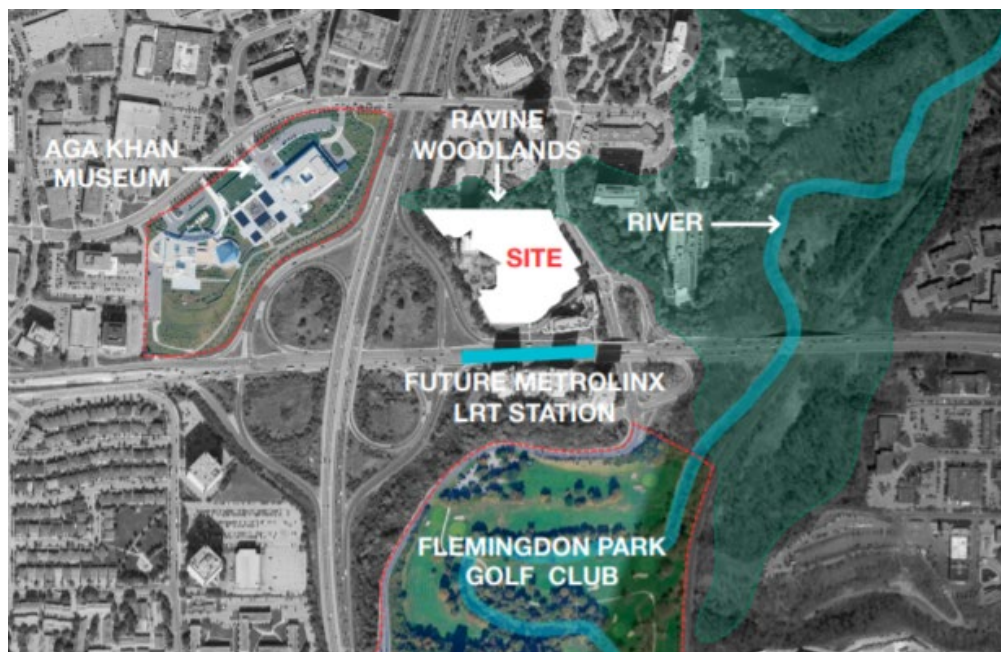 RAVINE
WOODLANDS
AGA KHAN
MUSEUM
RIVER
SITE
FUTURE METROLINX
LRT STATION
FLEMINGDON PARK
GOLF CLUB